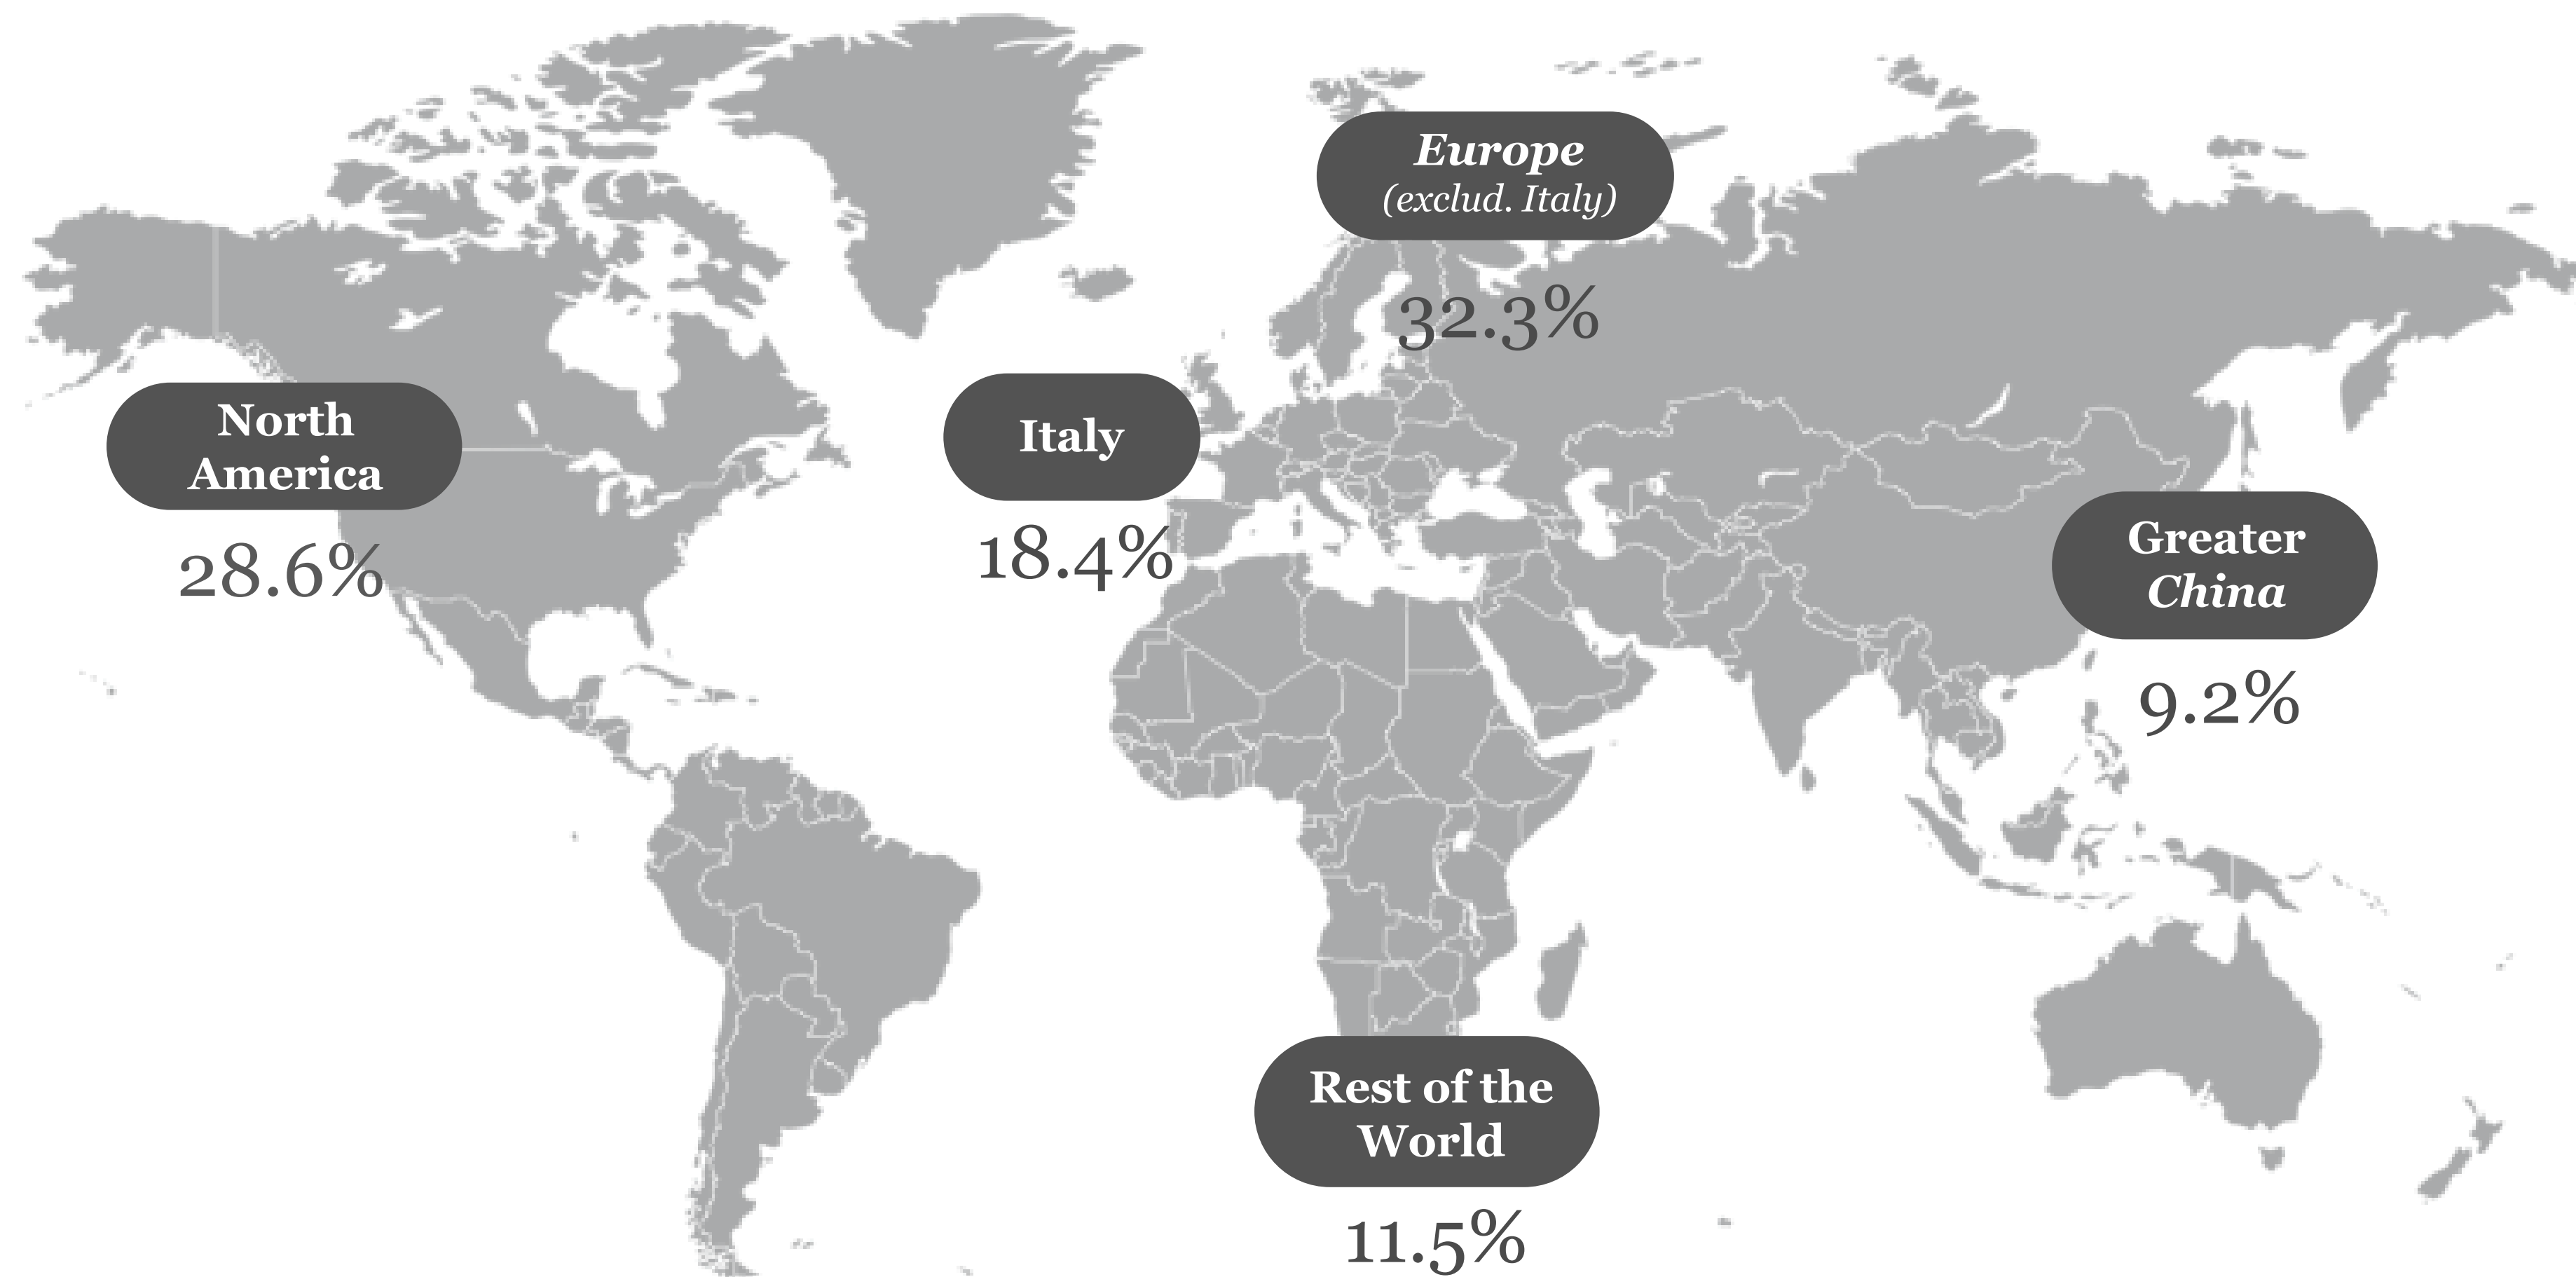 Europe
(exclud. Italy)
32.3%
North
America
28.6%
Italy
18.4%
Greater
China
9.2%
Rest of the
World
11.5%